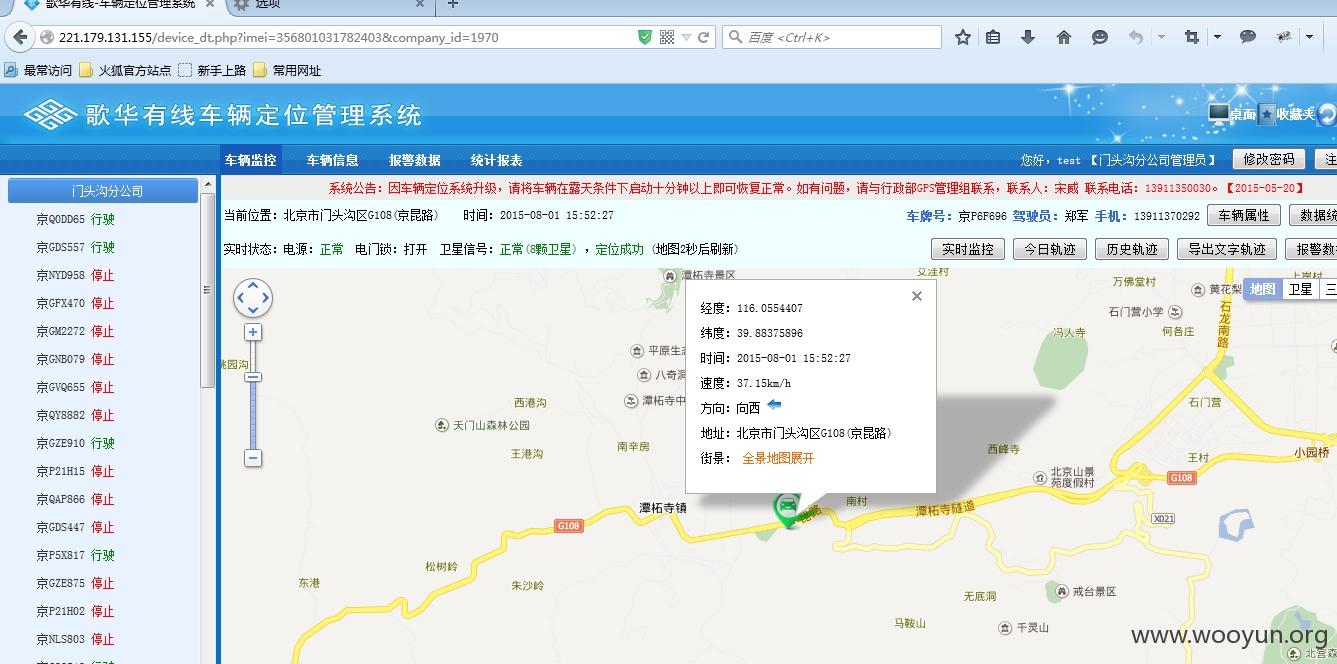 歌华有线-车辆定位管理系统 × 选项 × +
221.179.131.155/device_dt.php?imei=356801031782403&company_id=1970 百度 <Ctrl+K>
最常访问 火狐官方站点 新手上路 常用网址
歌华有线车辆定位管理系统 桌面 收藏夹
车辆监控 车辆信息 报警数据 统计报表 您好,test 【门头沟分公司管理员】 修改密码 注
系统公告:因车辆定位系统升级,请将车辆在露天条件下启动十分钟以上即可恢复正常。如有问题,请与行政部GPS管理组联系,联系人:宋威 联系电话:13911350030。【2015-05-20】
当前位置:北京市门头沟区G108(京昆路) 时间:2015-08-01 15:52:27 车牌号:京P6F696 驾驶员:郑军 手机:13911370292 车辆属性 数据统
实时状态:电源:正常 电门锁:打开 卫星信号:正常(8颗卫星) ,定位成功 (地图2秒后刷新) 实时监控 今日轨迹 历史轨迹 导出文字轨迹 报警数
门头沟分公司
京Q0DD65 行驶
京GDS557 行驶
京NYD958 停止
京GFX470 停止
京GM2272 停止
京GNB079 停止
京GVQ655 停止
京QY8882 停止
京GZE910 行驶
京P21H15 停止
京QAP866 停止
京GDS447 停止
京P5X817 行驶
京GZE875 停止
京P21H02 停止
京NLS803 停止
经度:116.0554407
纬度:39.88375896
时间:2015-08-01 15:52:27
速度:37.15km/h
方向:向西
地址:北京市门头沟区G108(京昆路)
街景: 全景地图展开
潭柘寺景区
艾洼村
万佛堂村
黄花梨
上岸村
地图 卫星 三
石门营小学
何各庄
石龙南路
冯人寺
平原生态
桃园沟
八奇洞
潭柘寺中
西港沟
天门山森林公园
南辛房
王港沟
石门营
西峰寺
王村
小园桥
北京山景
苑度假村
G108
潭柘寺镇
南村
昆路
潭柘寺隧道
X021
G108
松树岭
东港
朱沙岭
无底洞
戒台景区
马鞍山
千灵山
北宫森
www.wooyun.org